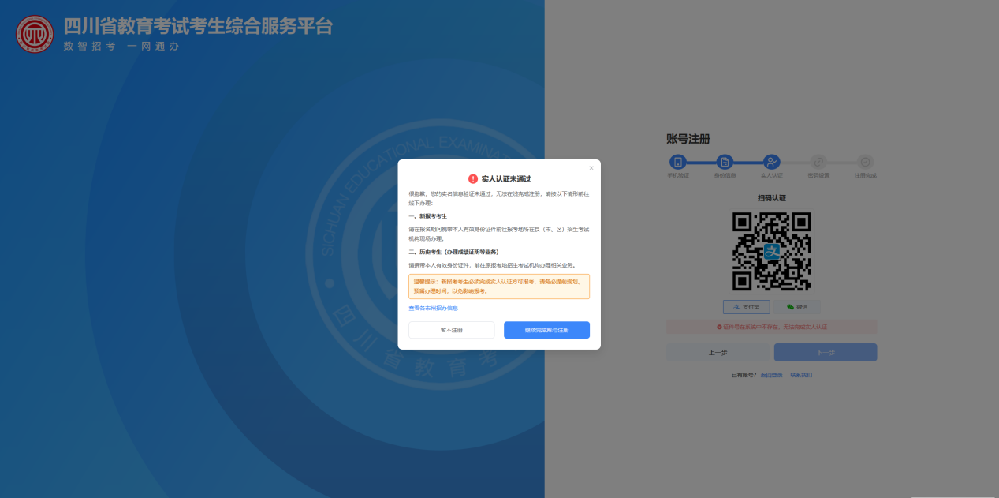 四川省教育考试考生综合服务平台
数智招考 一网通办
SICHUAN EDUCATIONAL EXAMINAT
四川省教育考
账号注册
手机验证 身份信息 实人认证 密码设置 注册完成
扫码认证
支
支付宝 微信
证件号在系统中不存在，无法完成实人认证
上一步 下一步
已有账号? 返回登录 联系我们
实人认证未通过
很抱歉，您的实名信息验证未通过，无法在线完成注册，请按以下情形前往
线下办理：
一、新报考考生
请在报名期间携带本人有效身份证件前往报考地所在县（市、区）招生考试
机构现场办理。
二、历史考生（办理成绩证明等业务）
请携带本人有效身份证件，前往原报考地招生考试机构办理相关业务。
温馨提示：新报考考生必须完成实人认证方可报考，请务必提前规划、
预留办理时间，以免影响报考。
查看各市州招办信息
暂不注册 继续完成账号注册